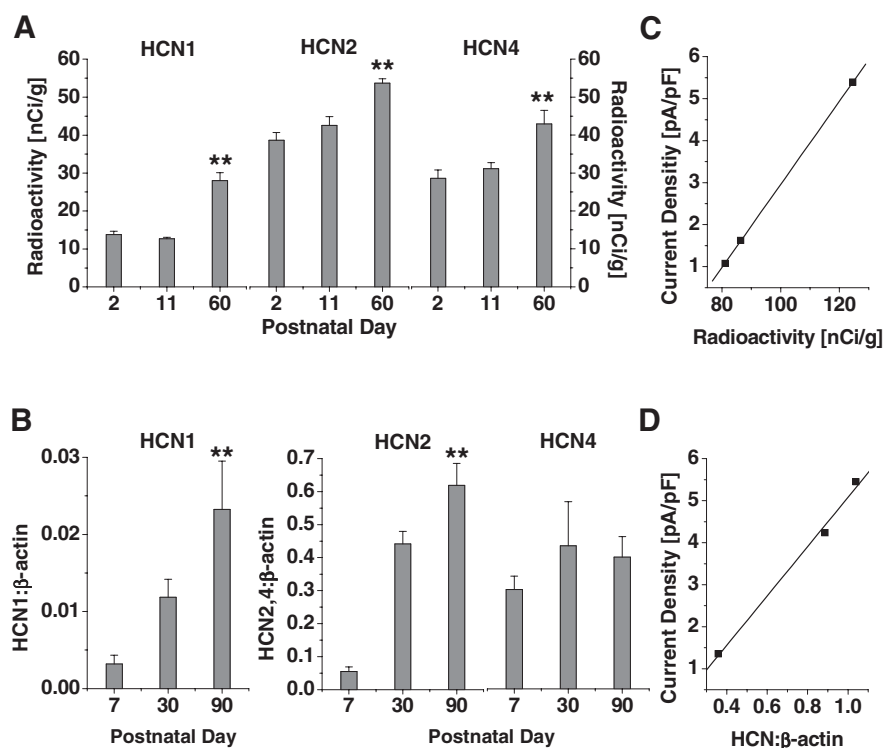 A
HCN1 HCN2 HCN4
Radioactivity [nCi/g]
60
50
40
30
20
10
0
** ** **
60
50
40
30
20
10
0
Radioactivity [nCi/g]
2 11 60 2 11 60 2 11 60
Postnatal Day
C
Current Densitiy [pA/pF]
6
5
4
3
2
1
80 100 120
Radioactivity [nCi/g]
B
HCN1
HCN1:β-actin
0.03
0.02
0.01
0.00
**
7 30 90
Postnatal Day
HCN2 HCN4
HCN2,4:β-actin
0.7
0.6
0.5
0.4
0.3
0.2
0.1
0.0
**
7 30 90 7 30 90
Postnatal Day
D
Current Density [pA/pF]
6
5
4
3
2
1
0.4 0.6 0.8 1.0
HCN:β-actin